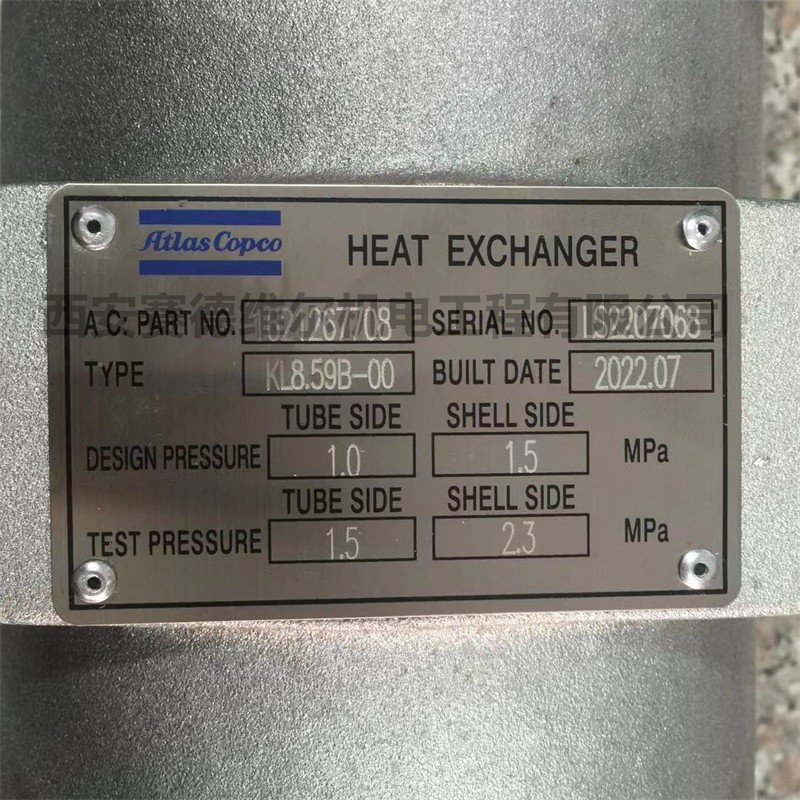 Atlas Copco
HEAT EXCHANGER
西安赛德维尔机电工程有限公司
A.C: PART NO. SERIAL NO.
TYPE KL8.59B-00 BUILT DATE 2022.07
TUBE SIDE SHELL SIDE
DESIGN PRESSURE 1.0 1.5 MPa
TUBE SIDE SHELL SIDE
TEST PRESSURE 1.5 2.3 MPa